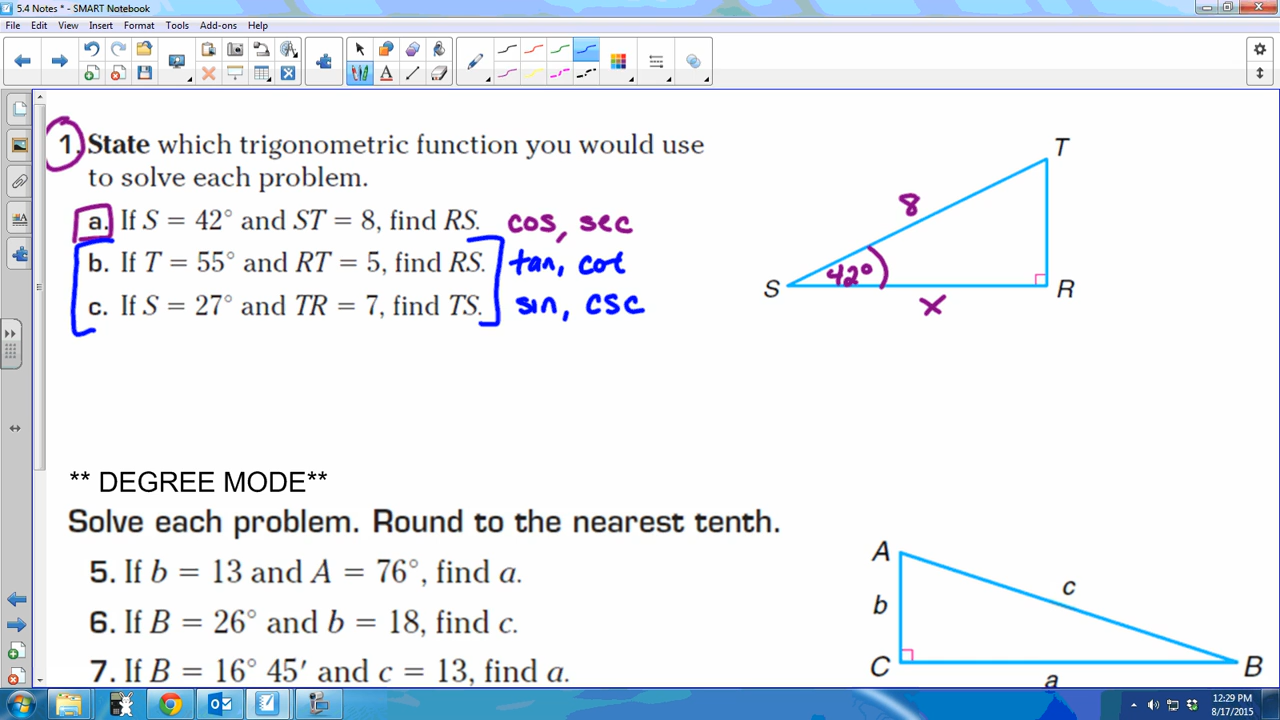 5.4 Notes * - SMART Notebook
File Edit View Insert Format Tools Add-ons Help
1. State which trigonometric function you would use
to solve each problem.
a. If S = 42° and ST = 8, find RS. cos, sec
b. If T = 55° and RT = 5, find RS. tan, cot
c. If S = 27° and TR = 7, find TS. sin, csc
T
8
42°
S
R
x
** DEGREE MODE**
Solve each problem. Round to the nearest tenth.
5. If b = 13 and A = 76°, find a.
6. If B = 26° and b = 18, find c.
7. If B = 16° 45′ and c = 13, find a.
A
c
b
C
B
a
12:29 PM
8/17/2015